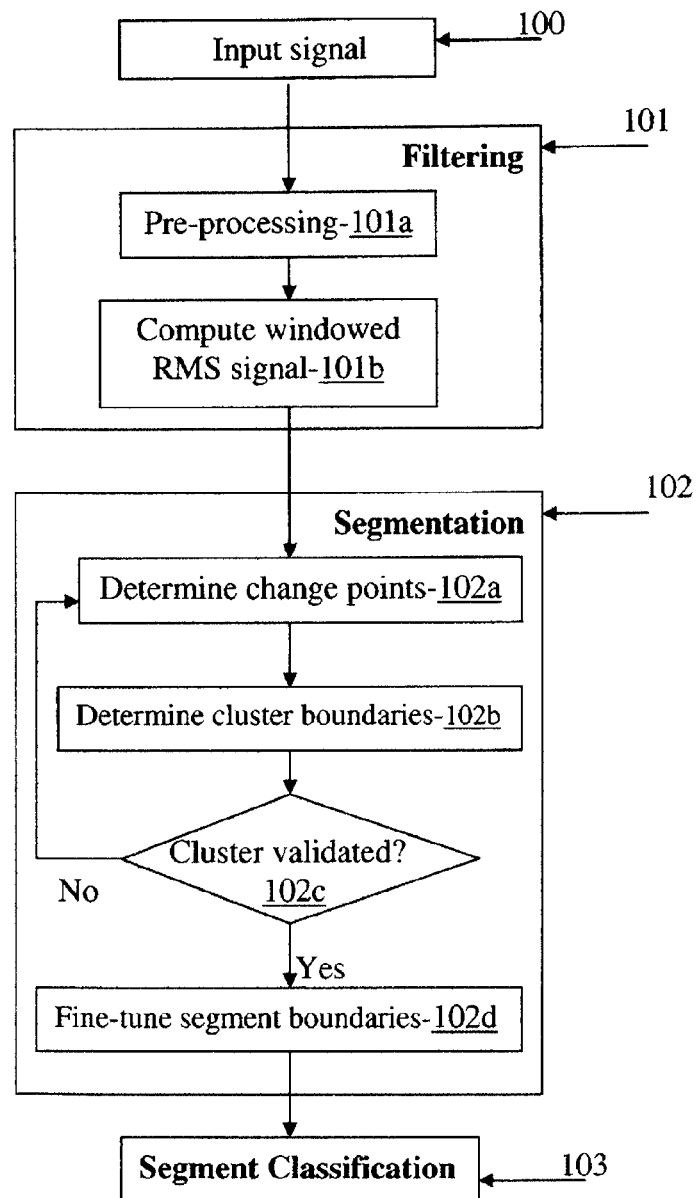 100
Input signal
101
Filtering
Pre-processing-101a
Compute windowed
RMS signal-101b
102
Segmentation
Determine change points-102a
Determine cluster boundaries-102b
Cluster validated?
102c
No
Yes
Fine-tune segment boundaries-102d
Segment Classification
103